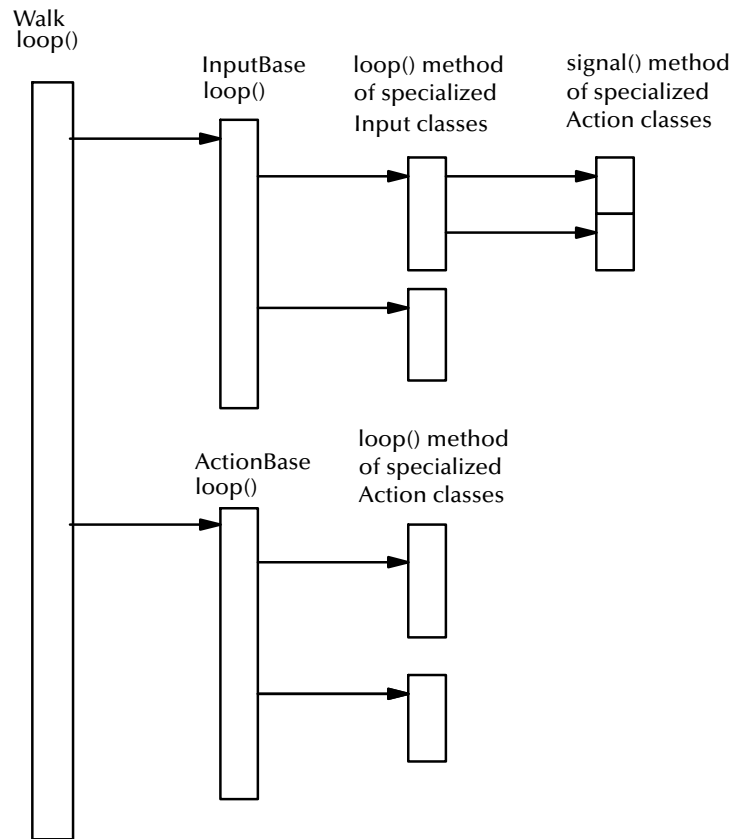 Walk
loop()
InputBase
loop()
loop() method
of specialized
Input classes
signal() method
of specialized
Action classes
ActionBase
loop()
loop() method
of specialized
Action classes